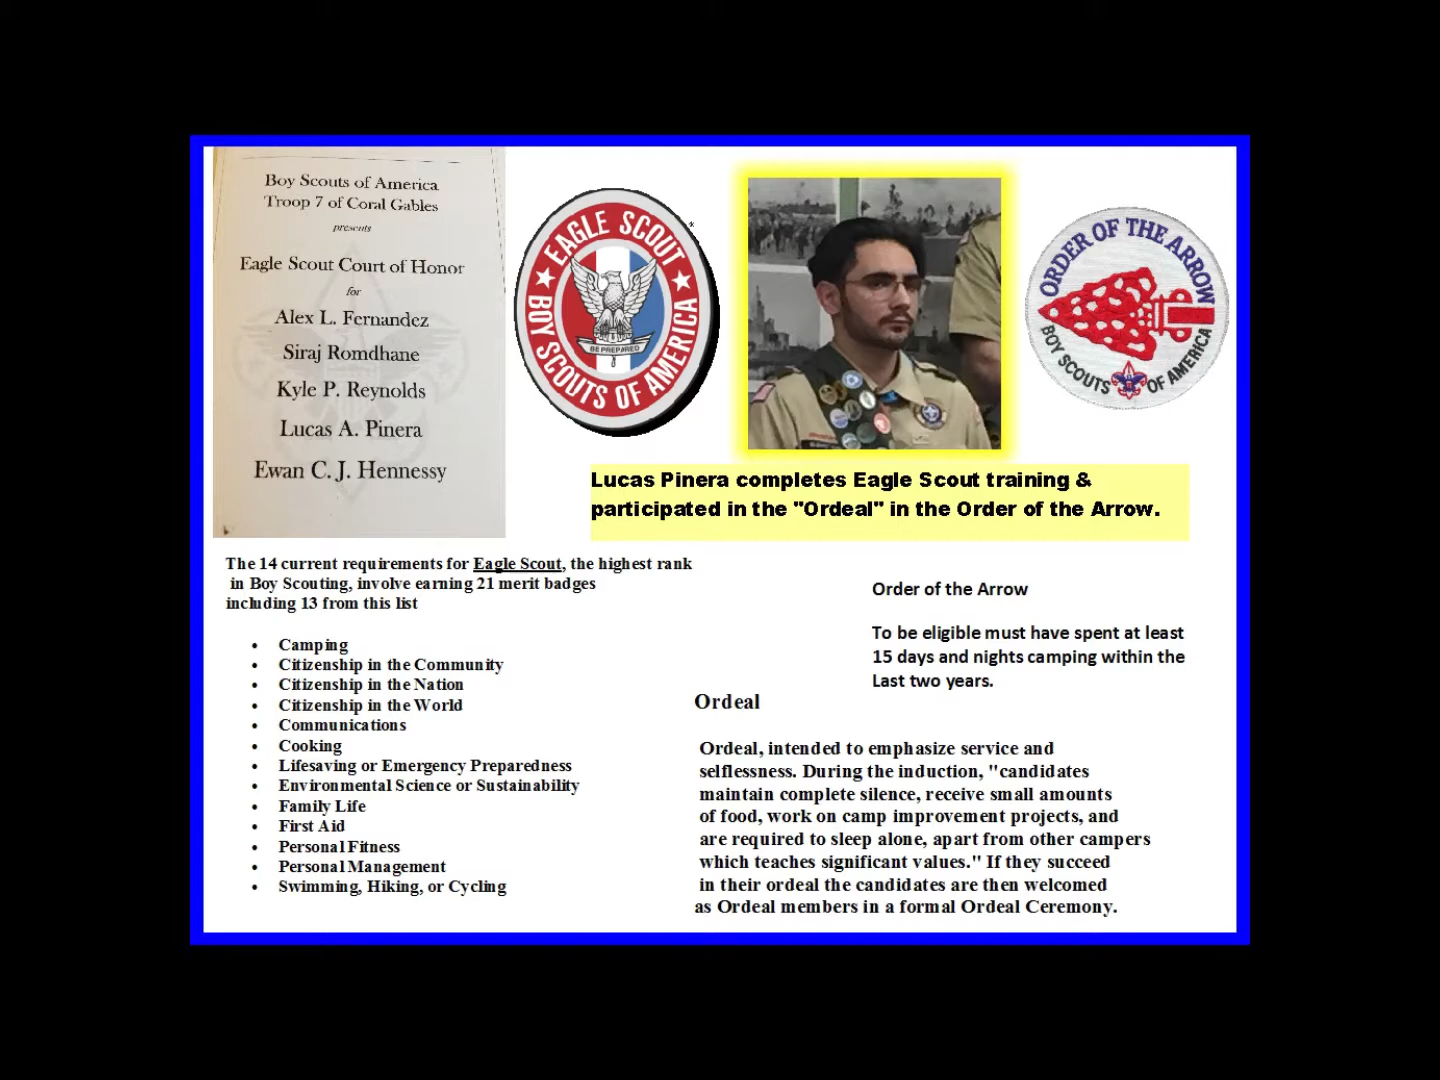 Boy Scouts of America
Troop 7 of Coral Gables
presents
Eagle Scout Court of Honor
for
Alex L. Fernandez
Siraj Romdhane
Kyle P. Reynolds
Lucas A. Pinera
Ewan C. J. Hennessy
EAGLE SCOUT
BE PREPARED
BOY SCOUTS OF AMERICA
ORDER OF THE ARROW
BOY SCOUTS OF AMERICA
Lucas Pinera completes Eagle Scout training &
participated in the "Ordeal" in the Order of the Arrow.
The 14 current requirements for Eagle Scout, the highest rank
in Boy Scouting, involve earning 21 merit badges
including 13 from this list
• Camping
• Citizenship in the Community
• Citizenship in the Nation
• Citizenship in the World
• Communications
• Cooking
• Lifesaving or Emergency Preparedness
• Environmental Science or Sustainability
• Family Life
• First Aid
• Personal Fitness
• Personal Management
• Swimming, Hiking, or Cycling
Order of the Arrow
To be eligible must have spent at least
15 days and nights camping within the
Last two years.
Ordeal
Ordeal, intended to emphasize service and
selflessness. During the induction, "candidates
maintain complete silence, receive small amounts
of food, work on camp improvement projects, and
are required to sleep alone, apart from other campers
which teaches significant values." If they succeed
in their ordeal the candidates are then welcomed
as Ordeal members in a formal Ordeal Ceremony.